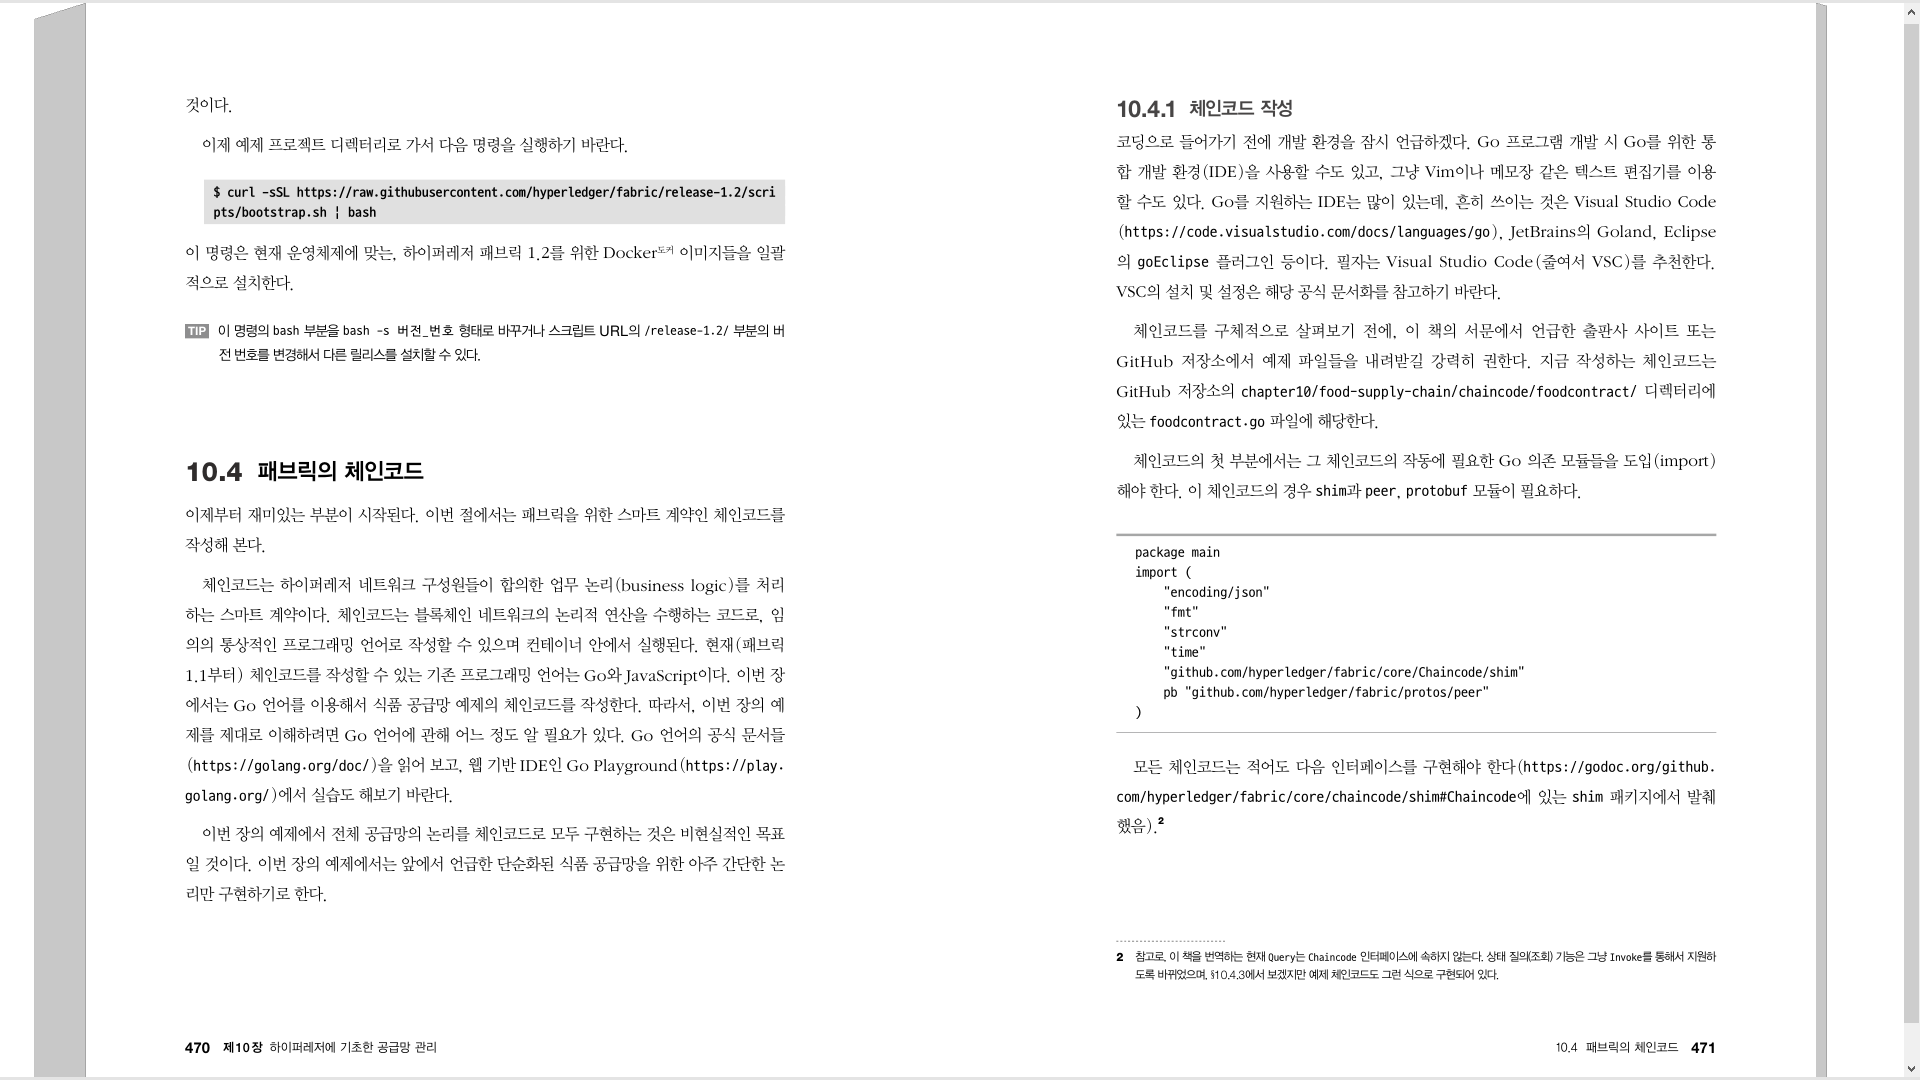 것이다.
이제 예제 프로젝트 디렉터리로 가서 다음 명령을 실행하기 바란다.
$ curl -sSL https://raw.githubusercontent.com/hyperledger/fabric/release-1.2/scri
pts/bootstrap.sh | bash
이 명령은 현재 운영체제에 맞는, 하이퍼레저 패브릭 1.2를 위한 Docker도커 이미지들을 일괄
적으로 설치한다.
TIP 이 명령의 bash 부분을 bash -s 버전_번호 형태로 바꾸거나 스크립트 URL의 /release-1.2/ 부분의 버
전 번호를 변경해서 다른 릴리스를 설치할 수 있다.
10.4 패브릭의 체인코드
이제부터 재미있는 부분이 시작된다. 이번 절에서는 패브릭을 위한 스마트 계약인 체인코드를
작성해 본다.
체인코드는 하이퍼레저 네트워크 구성원들이 합의한 업무 논리(business logic)를 처리
하는 스마트 계약이다. 체인코드는 블록체인 네트워크의 논리적 연산을 수행하는 코드로, 임
의의 통상적인 프로그래밍 언어로 작성할 수 있으며 컨테이너 안에서 실행된다. 현재(패브릭
1.1부터) 체인코드를 작성할 수 있는 기존 프로그래밍 언어는 Go와 JavaScript이다. 이번 장
에서는 Go 언어를 이용해서 식품 공급망 예제의 체인코드를 작성한다. 따라서, 이번 장의 예
제를 제대로 이해하려면 Go 언어에 관해 어느 정도 알 필요가 있다. Go 언어의 공식 문서들
(https://golang.org/doc/)을 읽어 보고, 웹 기반 IDE인 Go Playground(https://play.
golang.org/)에서 실습도 해보기 바란다.
이번 장의 예제에서 전체 공급망의 논리를 체인코드로 모두 구현하는 것은 비현실적인 목표
일 것이다. 이번 장의 예제에서는 앞에서 언급한 단순화된 식품 공급망을 위한 아주 간단한 논
리만 구현하기로 한다.
470 제10장 하이퍼레저에 기초한 공급망 관리
10.4.1 체인코드 작성
코딩으로 들어가기 전에 개발 환경을 잠시 언급하겠다. Go 프로그램 개발 시 Go를 위한 통
합 개발 환경(IDE)을 사용할 수도 있고, 그냥 Vim이나 메모장 같은 텍스트 편집기를 이용
할 수도 있다. Go를 지원하는 IDE는 많이 있는데, 흔히 쓰이는 것은 Visual Studio Code
(https://code.visualstudio.com/docs/languages/go), JetBrains의 Goland, Eclipse
의 goEclipse 플러그인 등이다. 필자는 Visual Studio Code(줄여서 VSC)를 추천한다.
VSC의 설치 및 설정은 해당 공식 문서화를 참고하기 바란다.
체인코드를 구체적으로 살펴보기 전에, 이 책의 서문에서 언급한 출판사 사이트 또는
GitHub 저장소에서 예제 파일들을 내려받길 강력히 권한다. 지금 작성하는 체인코드는
GitHub 저장소의 chapter10/food-supply-chain/chaincode/foodcontract/ 디렉터리에
있는 foodcontract.go 파일에 해당한다.
체인코드의 첫 부분에서는 그 체인코드의 작동에 필요한 Go 의존 모듈들을 도입(import)
해야 한다. 이 체인코드의 경우 shim과 peer, protobuf 모듈이 필요하다.
package main
import (
"encoding/json"
"fmt"
"strconv"
"time"
"github.com/hyperledger/fabric/core/Chaincode/shim"
pb "github.com/hyperledger/fabric/protos/peer"
)
모든 체인코드는 적어도 다음 인터페이스를 구현해야 한다(https://godoc.org/github.
com/hyperledger/fabric/core/chaincode/shim#Chaincode에 있는 shim 패키지에서 발췌
했음).2
2 참고로, 이 책을 번역하는 현재 Query는 Chaincode 인터페이스에 속하지 않는다. 상태 질의(조회) 기능은 그냥 Invoke를 통해서 지원하
도록 바뀌었으며, §10.4.3에서 보겠지만 예제 체인코드도 그런 식으로 구현되어 있다.
10.4 패브릭의 체인코드 471